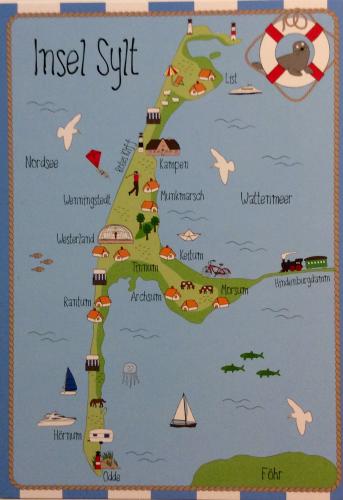 Insel Sylt
List
Rotes Kliff
Nordsee
Kampen
Wenningstedt
Munkmarsch
Wattenmeer
Westerland
Keitum
Tinnum
Hindenburgdamm
Rantum
Archsum
Morsum
Hörnum
Odde
Föhr